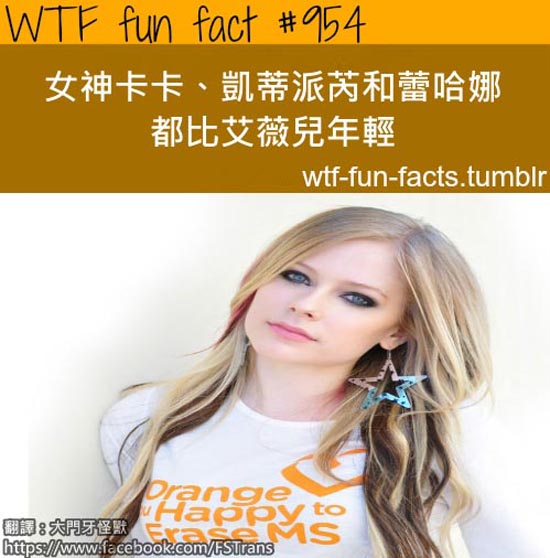 WTF fun fact #954
女神卡卡、凱蒂派芮和蕾哈娜
都比艾薇兒年輕
wtf-fun-facts.tumblr
Orange
You Happy to
Erase MS
翻譯：大門牙怪獸
https://www.facebook.com/FSTrans